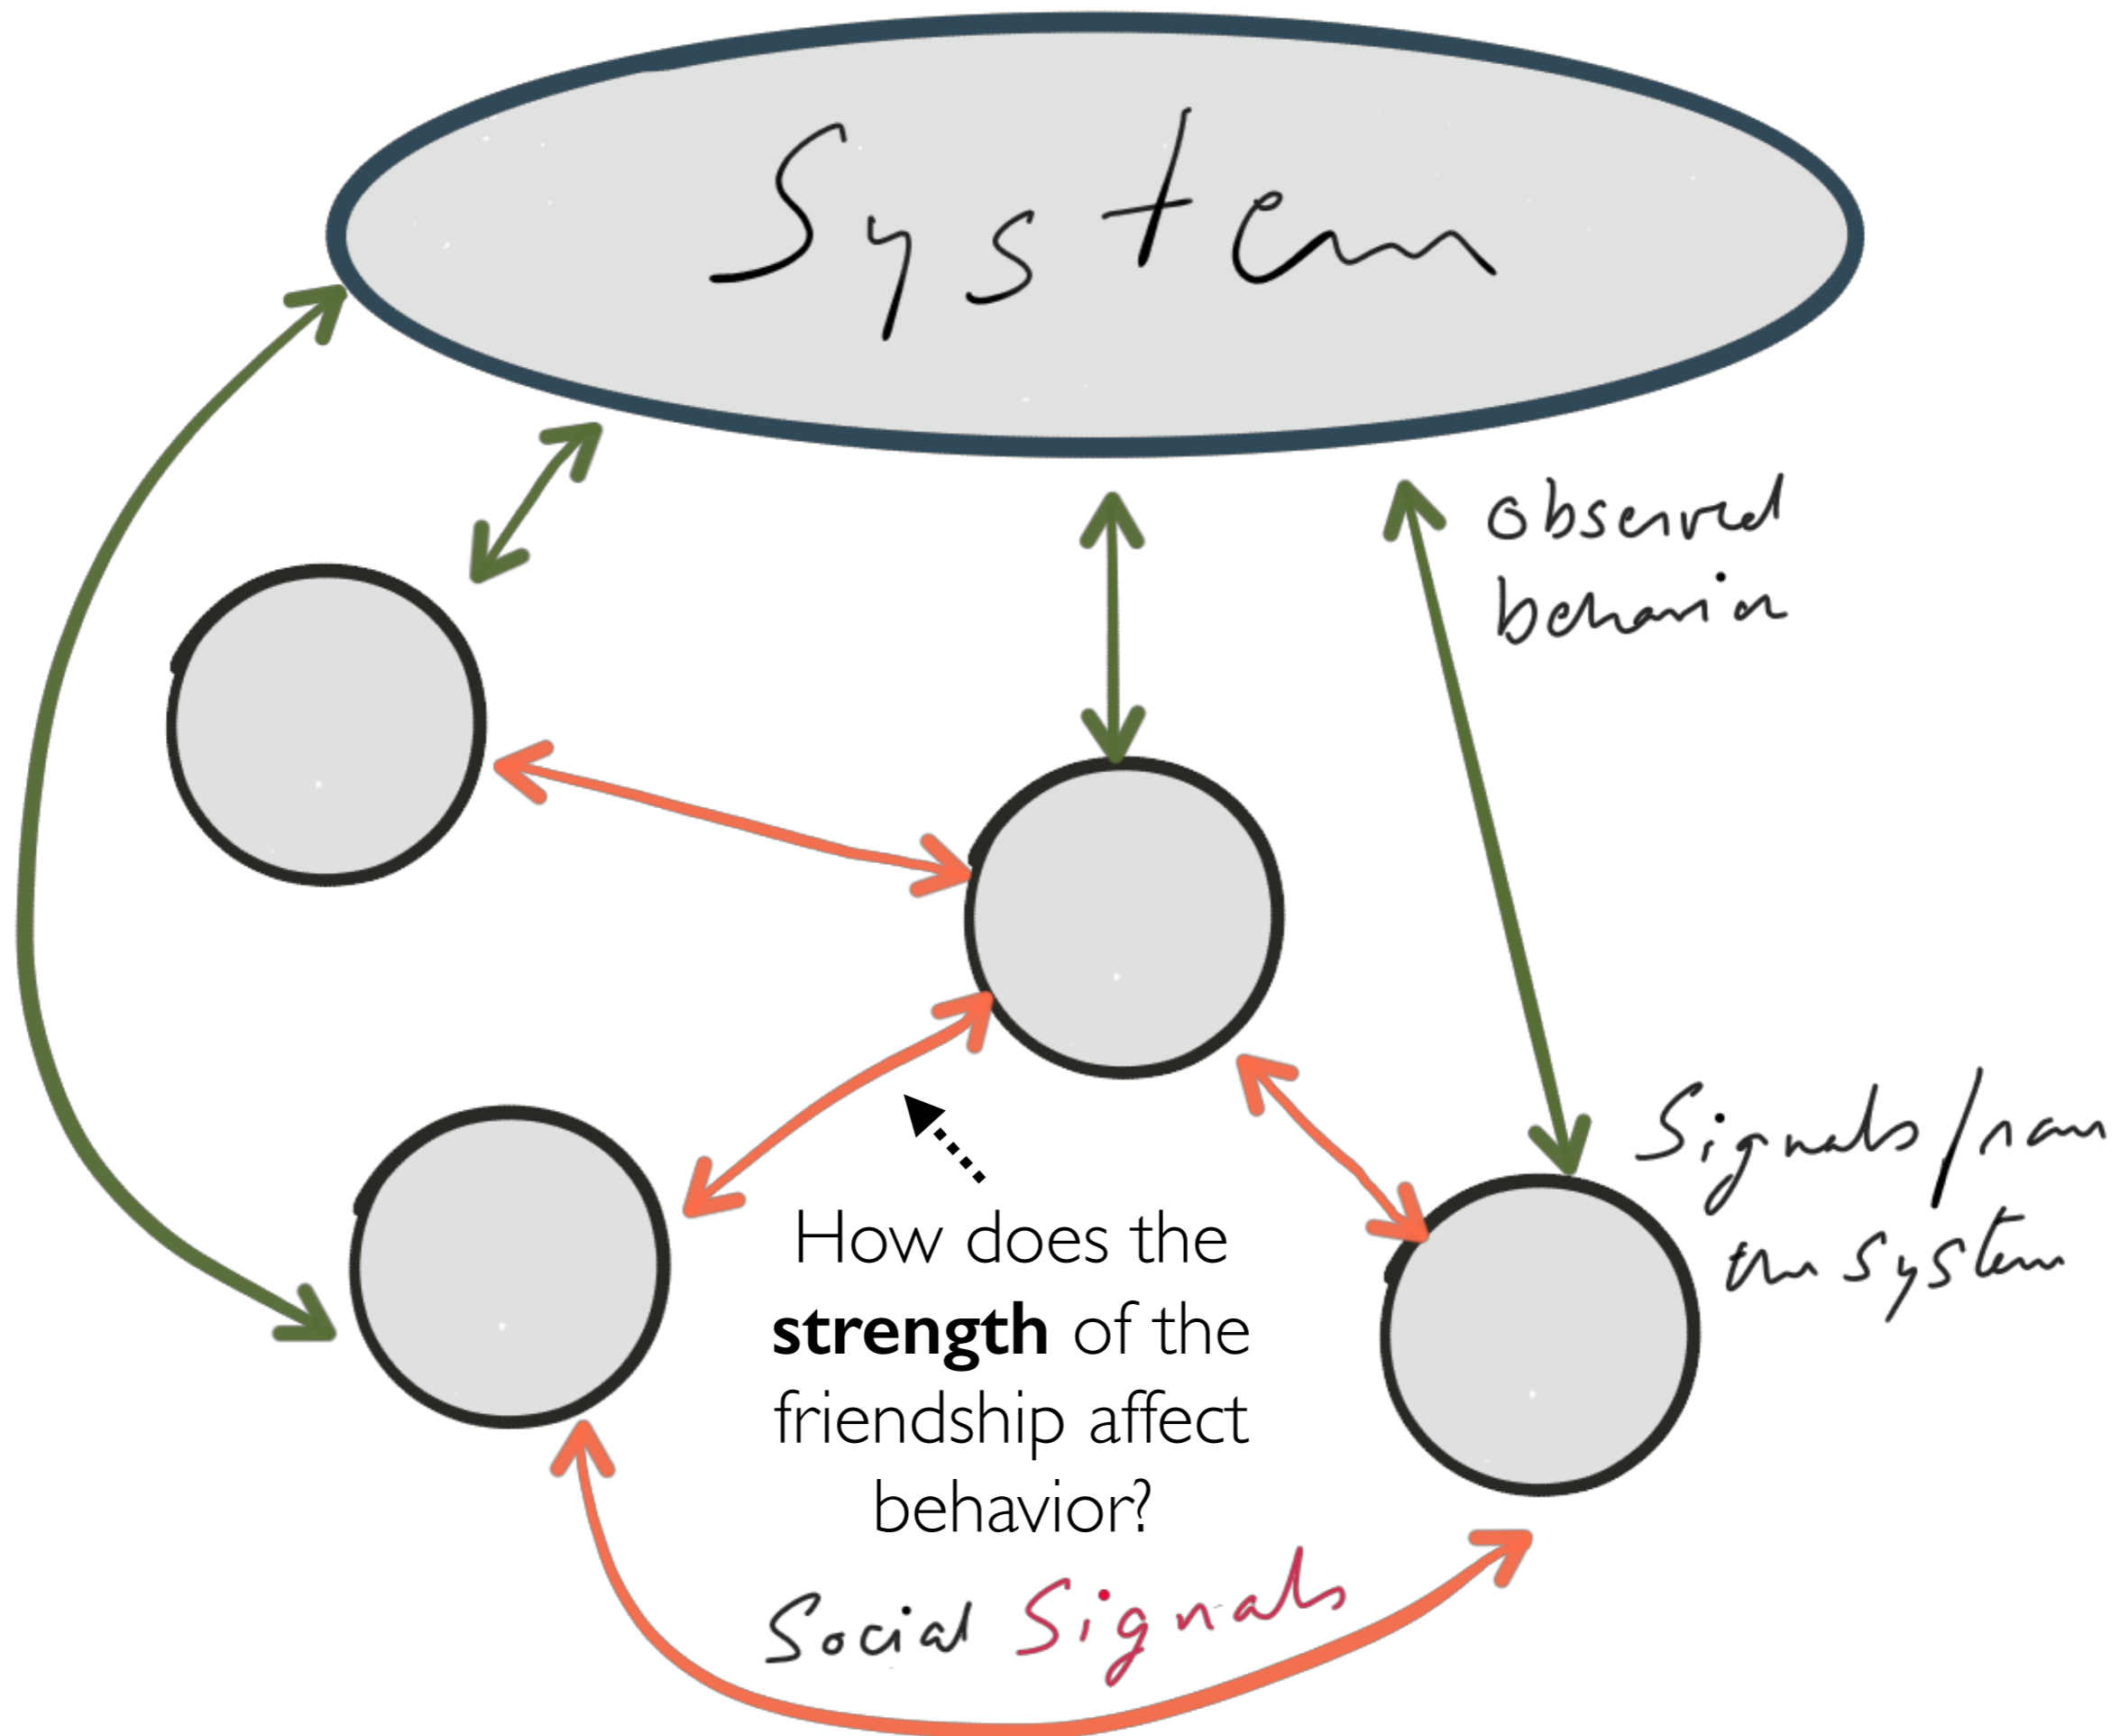 System
observed
behavior
Signals/from
the System
How does the
strength of the
friendship affect
behavior?
Social Signals